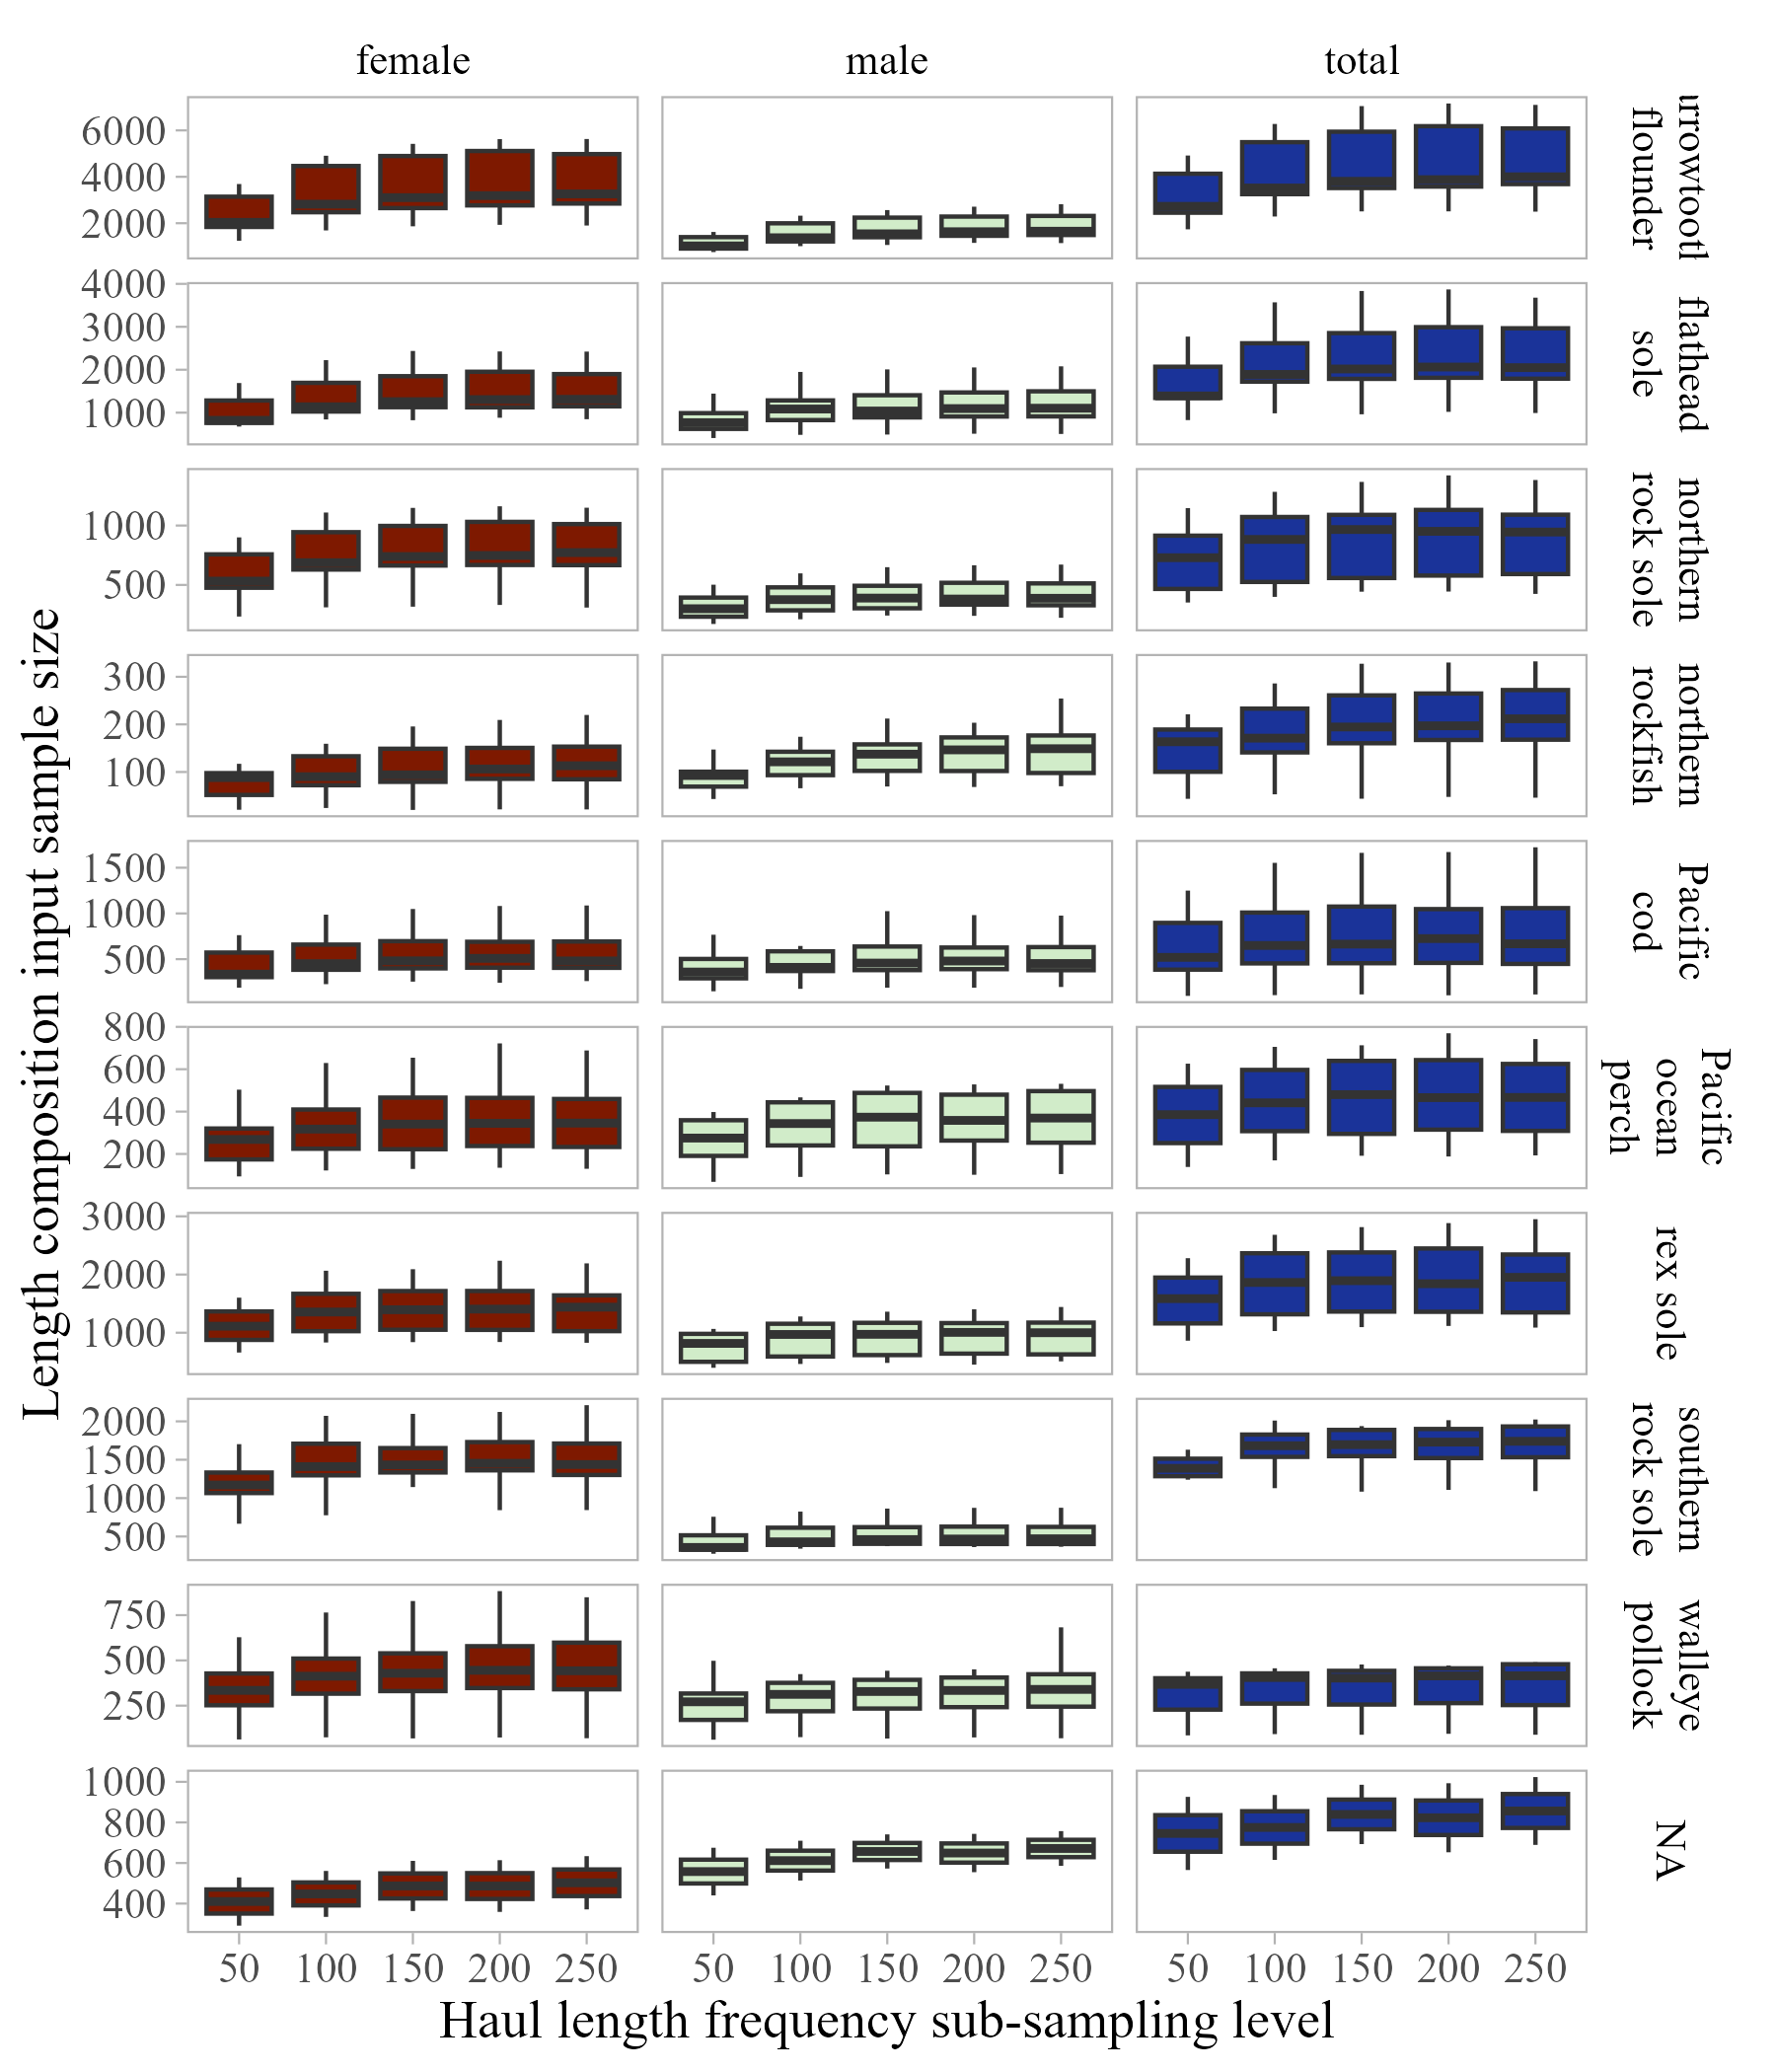 female male total
6000
4000
2000
rrowtoot
flounder
4000
3000
2000
1000
flathead
sole
1000
500
northern
rock sole
300
200
100
northern
rockfish
1500
1000
500
Pacific
cod
800
600
400
200
Pacific
ocean
perch
3000
2000
1000
rex sole
2000
1500
1000
500
southern
rock sole
750
500
250
walleye
pollock
1000
800
600
400
NA
50 100 150 200 250 50 100 150 200 250 50 100 150 200 250
Haul length frequency sub-sampling level
Length composition input sample size